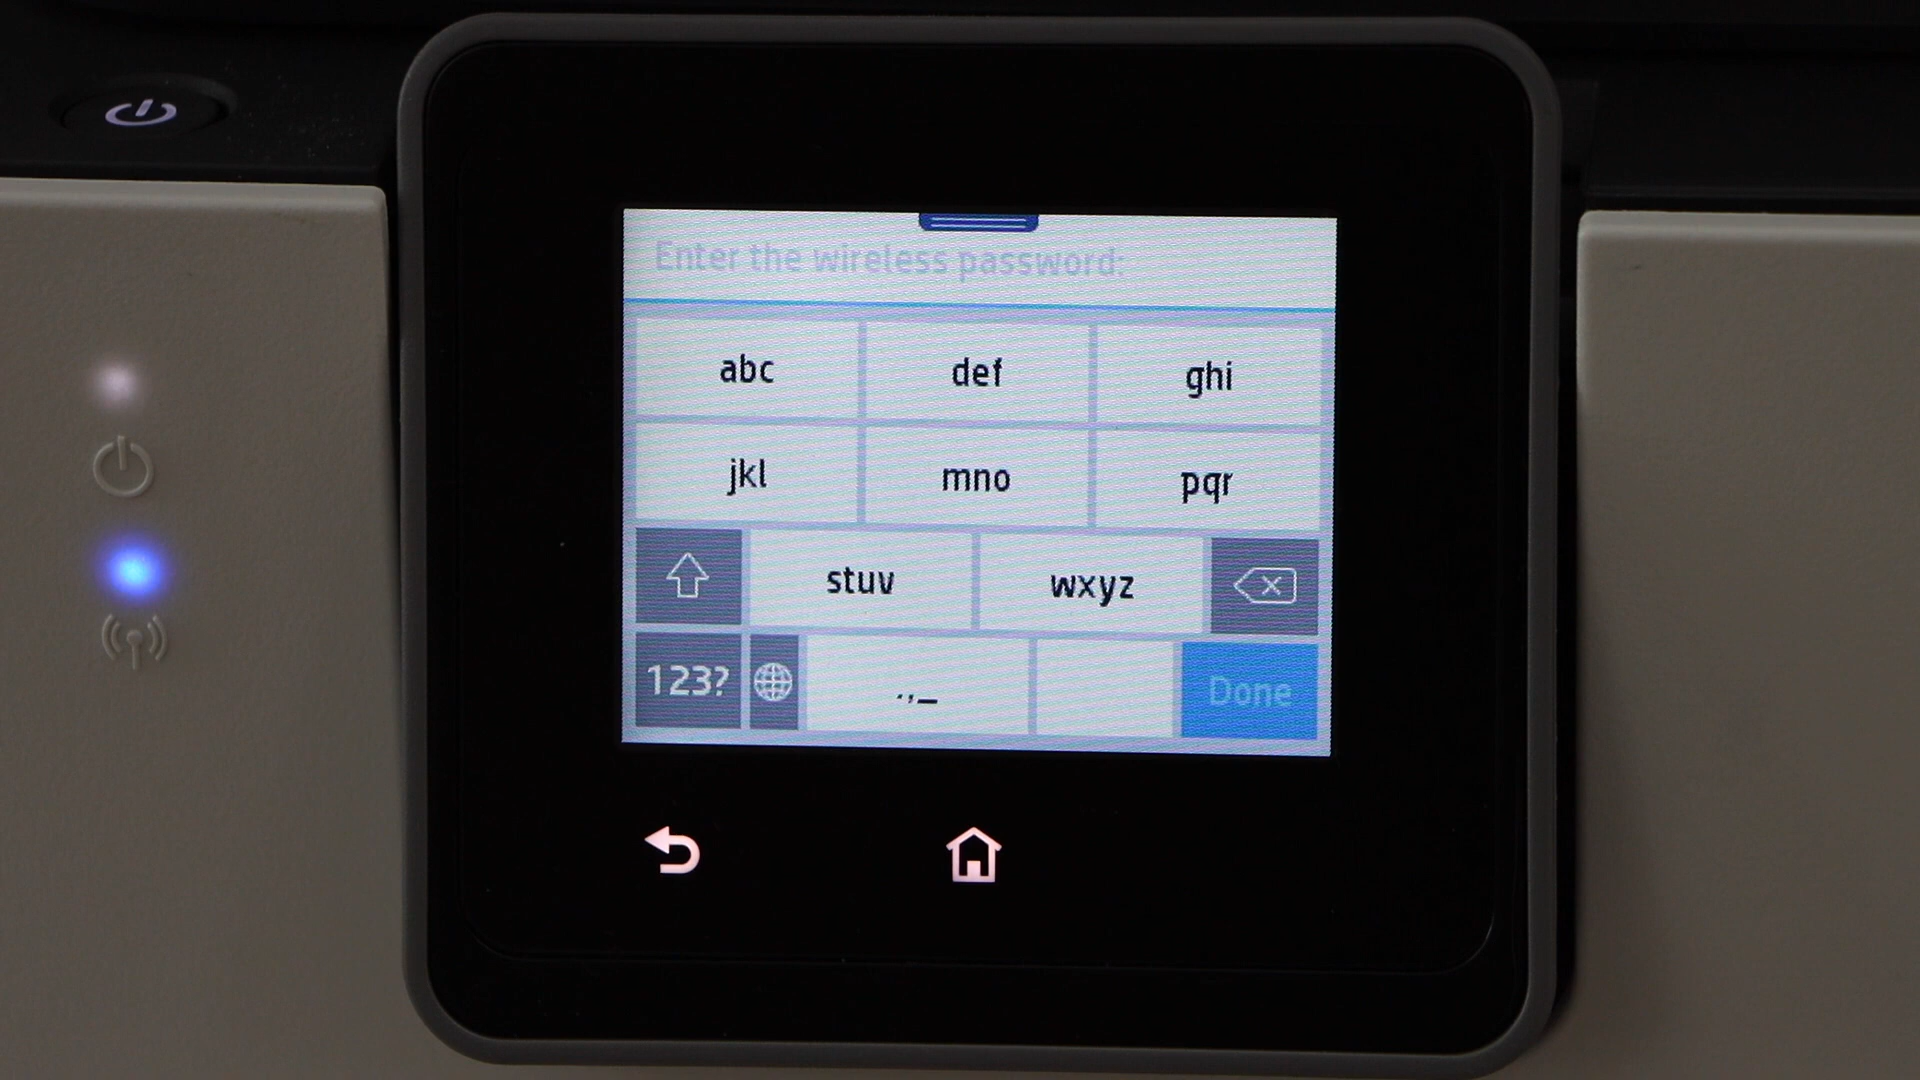 Enter the wireless password:
abc def ghi
jkl mno pqr
stuv wxyz
123? .,_ Done